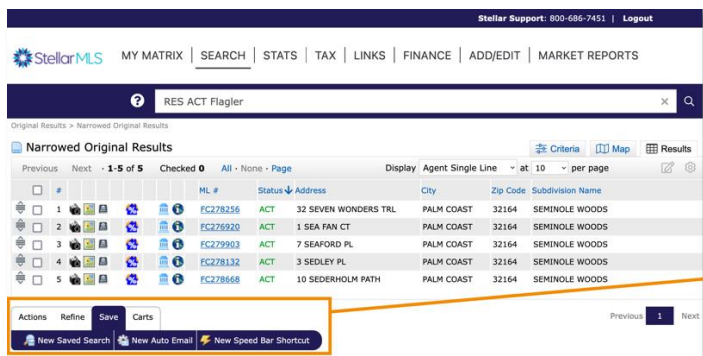 Stellar Support: 800-686-7451 | Logout
StellarMLS MY MATRIX | SEARCH | STATS | TAX | LINKS | FINANCE | ADD/EDIT | MARKET REPORTS
? RES ACT Flagler ×
Original Results > Narrowed Original Results
Narrowed Original Results Criteria Map Results
Previous Next · 1-5 of 5 Checked 0 All · None · Page Display Agent Single Line at 10 per page
# ML # Status Address City Zip Code Subdivision Name
1 FC278256 ACT 32 SEVEN WONDERS TRL PALM COAST 32164 SEMINOLE WOODS
2 FC276920 ACT 1 SEA FAN CT PALM COAST 32164 SEMINOLE WOODS
3 FC279903 ACT 7 SEAFORD PL PALM COAST 32164 SEMINOLE WOODS
4 FC278132 ACT 3 SEDLEY PL PALM COAST 32164 SEMINOLE WOODS
5 FC278668 ACT 10 SEDERHOLM PATH PALM COAST 32164 SEMINOLE WOODS
Actions Refine Save Carts Previous 1 Next
New Saved Search New Auto Email New Speed Bar Shortcut